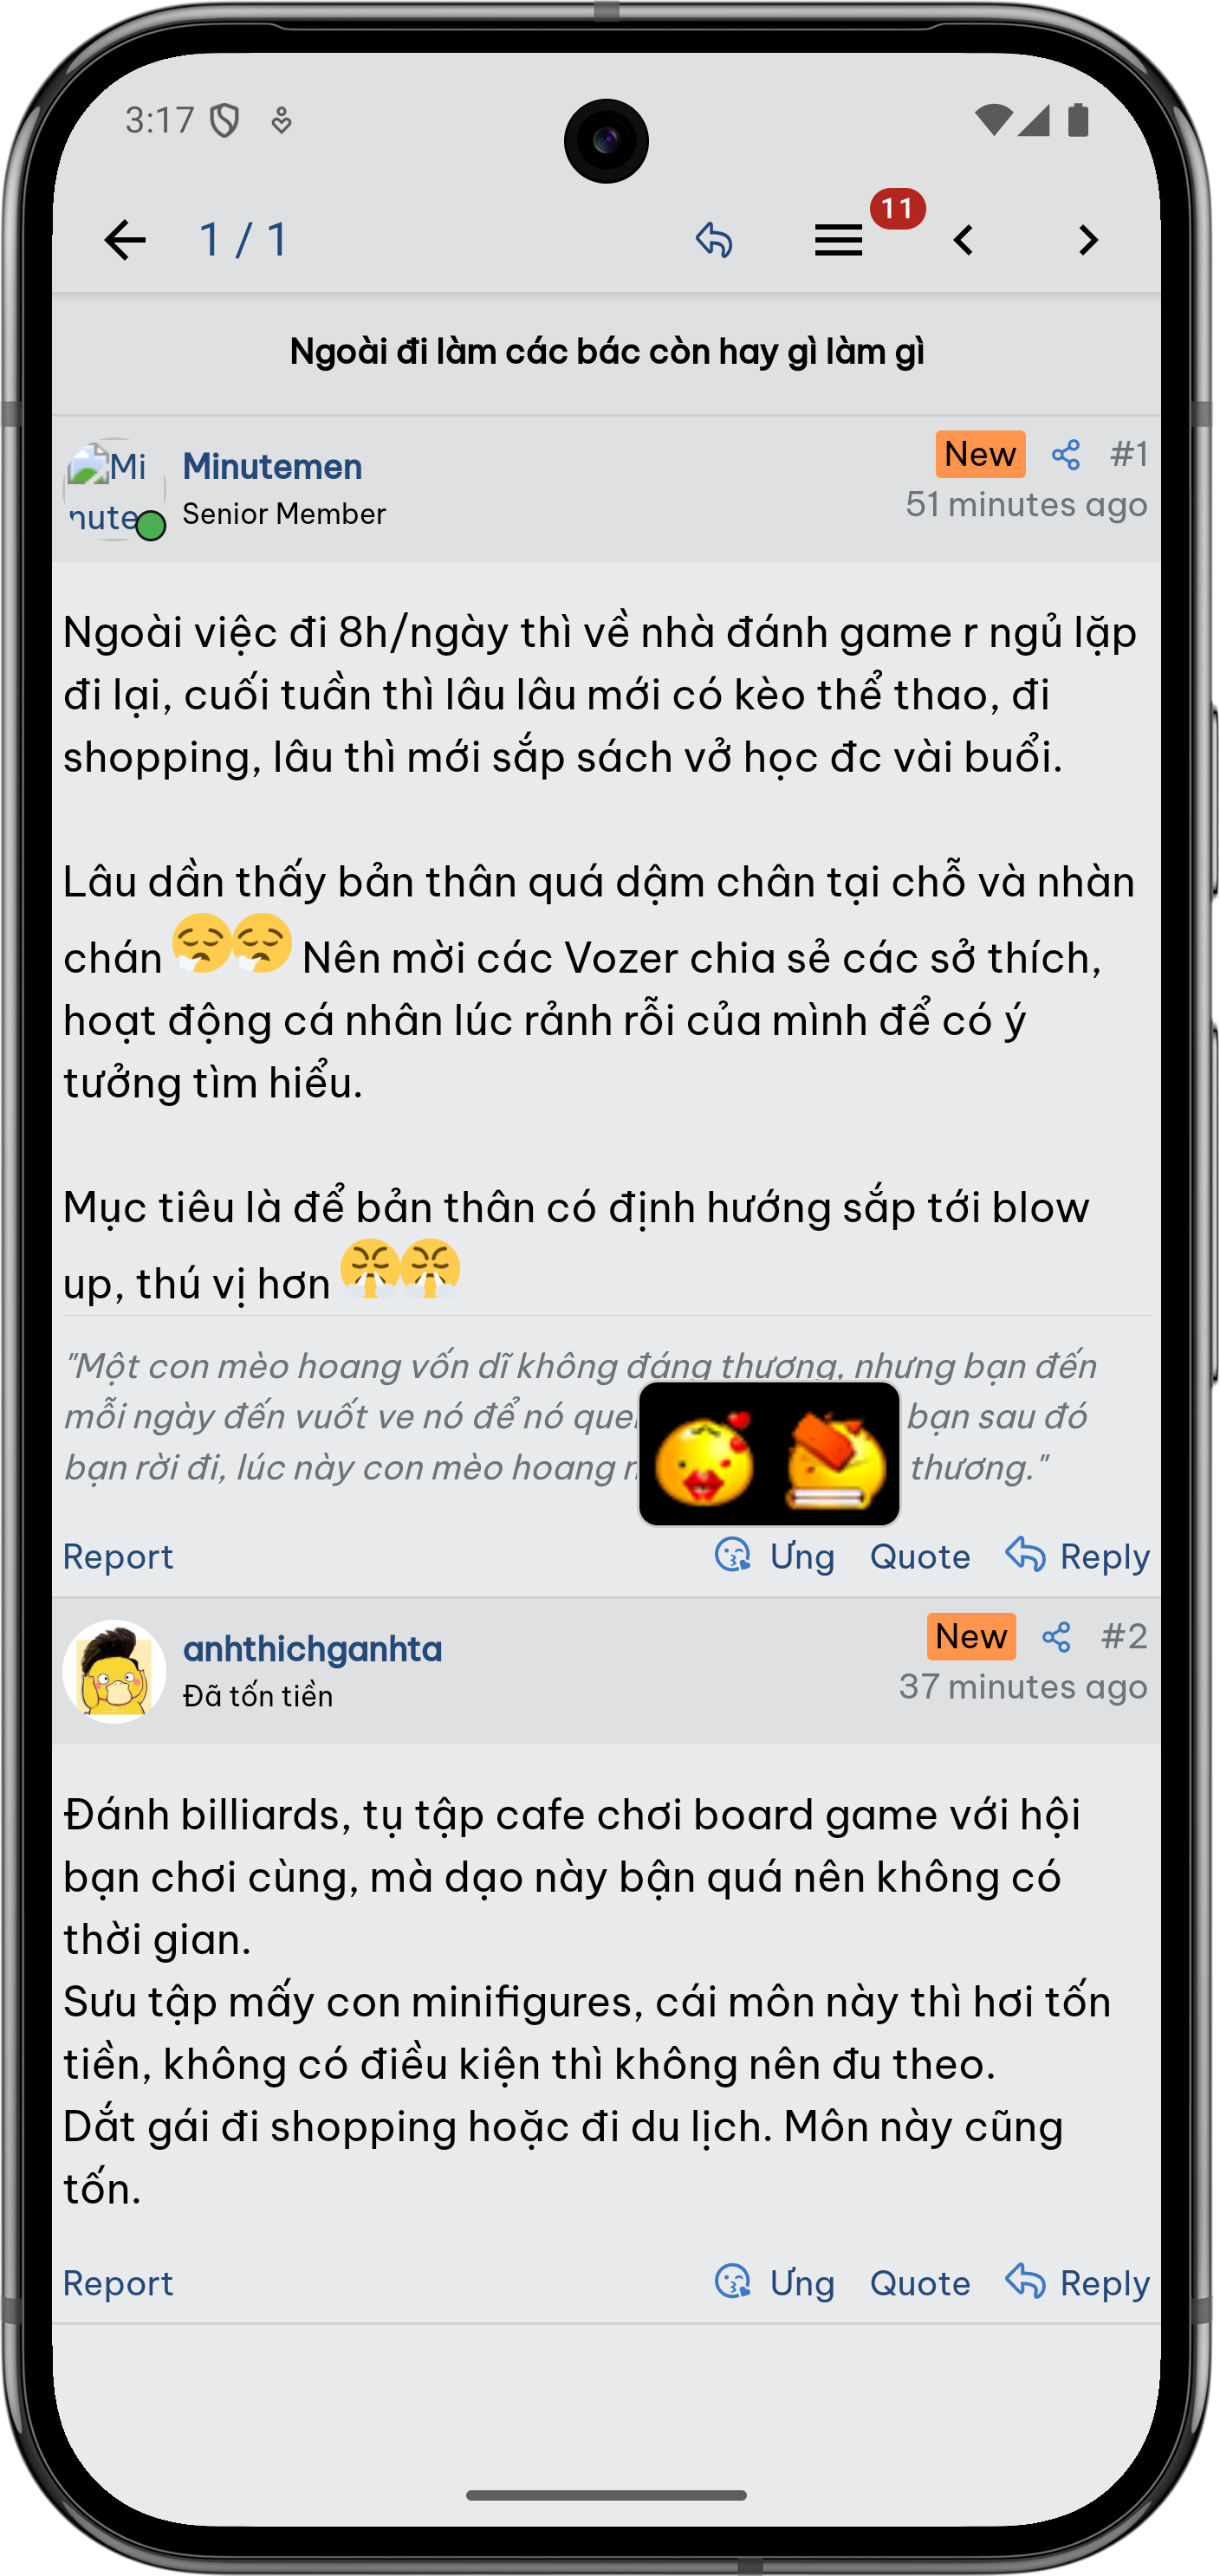 3:17
1 / 1
11
Ngoài đi làm các bác còn hay gì làm gì
Mi
nute
Minutemen
Senior Member
New #1
51 minutes ago
Ngoài việc đi 8h/ngày thì về nhà đánh game r ngủ lặp
đi lại, cuối tuần thì lâu lâu mới có kèo thể thao, đi
shopping, lâu thì mới sắp sách vở học đc vài buổi.
Lâu dần thấy bản thân quá dậm chân tại chỗ và nhàn
chán Nên mời các Vozer chia sẻ các sở thích,
hoạt động cá nhân lúc rảnh rỗi của mình để có ý
tưởng tìm hiểu.
Mục tiêu là để bản thân có định hướng sắp tới blow
up, thú vị hơn
"Một con mèo hoang vốn dĩ không đáng thương, nhưng bạn đến
mỗi ngày đến vuốt ve nó để nó bạn sau đó
bạn rời đi, lúc này con mèo hoang thương."
Report Ưng Quote Reply
anhthichganhta
Đã tốn tiền
New #2
37 minutes ago
Đánh billiards, tụ tập cafe chơi board game với hội
bạn chơi cùng, mà dạo này bận quá nên không có
thời gian.
Sưu tập mấy con minifigures, cái môn này thì hơi tốn
tiền, không có điều kiện thì không nên đu theo.
Dắt gái đi shopping hoặc đi du lịch. Môn này cũng
tốn.
Report Ưng Quote Reply